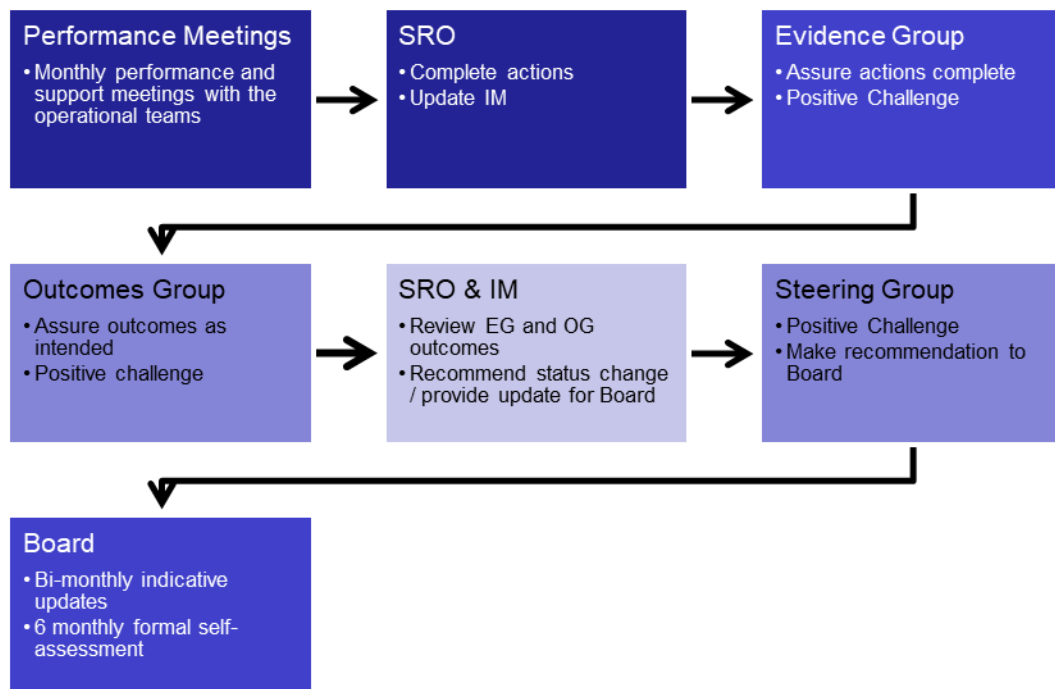 Performance Meetings
• Monthly performance and
support meetings with the
operational teams
SRO
• Complete actions
• Update IM
Evidence Group
• Assure actions complete
• Positive Challenge
Outcomes Group
• Assure outcomes as
intended
• Positive challenge
SRO & IM
• Review EG and OG
outcomes
• Recommend status change
/ provide update for Board
Steering Group
• Positive Challenge
• Make recommendation to
Board
Board
• Bi-monthly indicative
updates
• 6 monthly formal self-
assessment